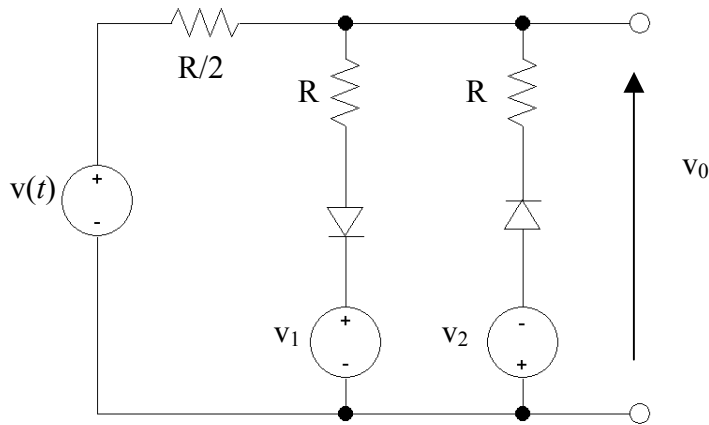 R/2
R
R
v(t)
+
-
v₀
v₁
+
-
v₂
-
+